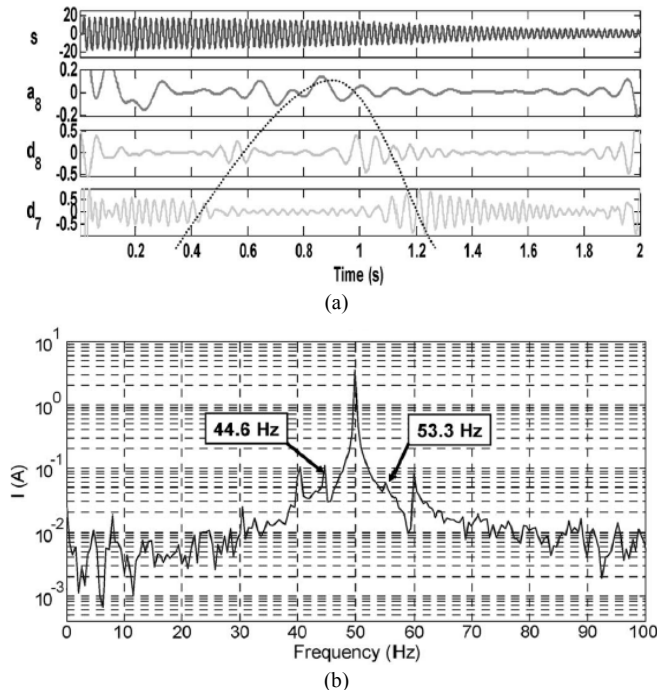 s
20
0
-20
a8
0.2
0
-0.2
d8
0.5
0
-0.5
d7
0.5
0
-0.5
0.2 0.4 0.6 0.8 1 1.2 1.4 1.6 1.8 2
Time (s)
(a)
I (A)
10^1
10^0
10^-1
10^-2
10^-3
44.6 Hz
53.3 Hz
0 10 20 30 40 50 60 70 80 90 100
Frequency (Hz)
(b)